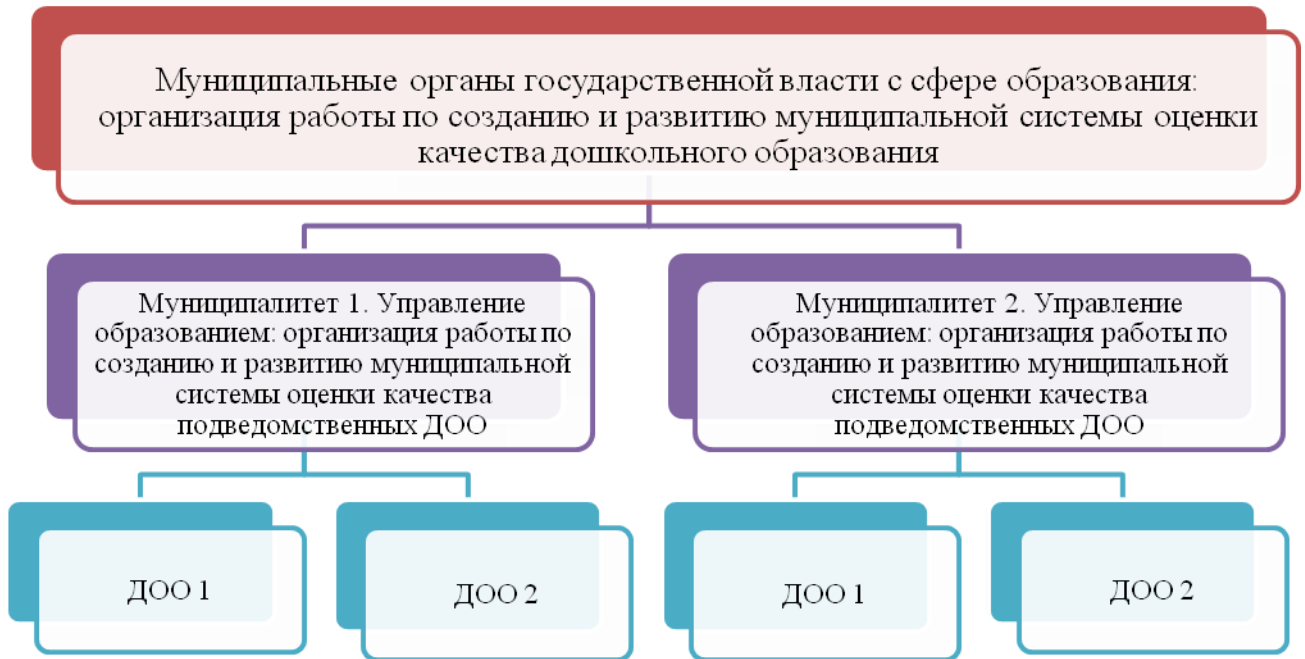 Муниципальные органы государственной власти с сфере образования:
организация работы по созданию и развитию муниципальной системы оценки
качества дошкольного образования
Муниципалитет 1. Управление
образованием: организация работы по
созданию и развитию муниципальной
системы оценки качества
подведомственных ДОО
Муниципалитет 2. Управление
образованием: организация работы по
созданию и развитию муниципальной
системы оценки качества
подведомственных ДОО
ДОО 1
ДОО 2
ДОО 1
ДОО 2